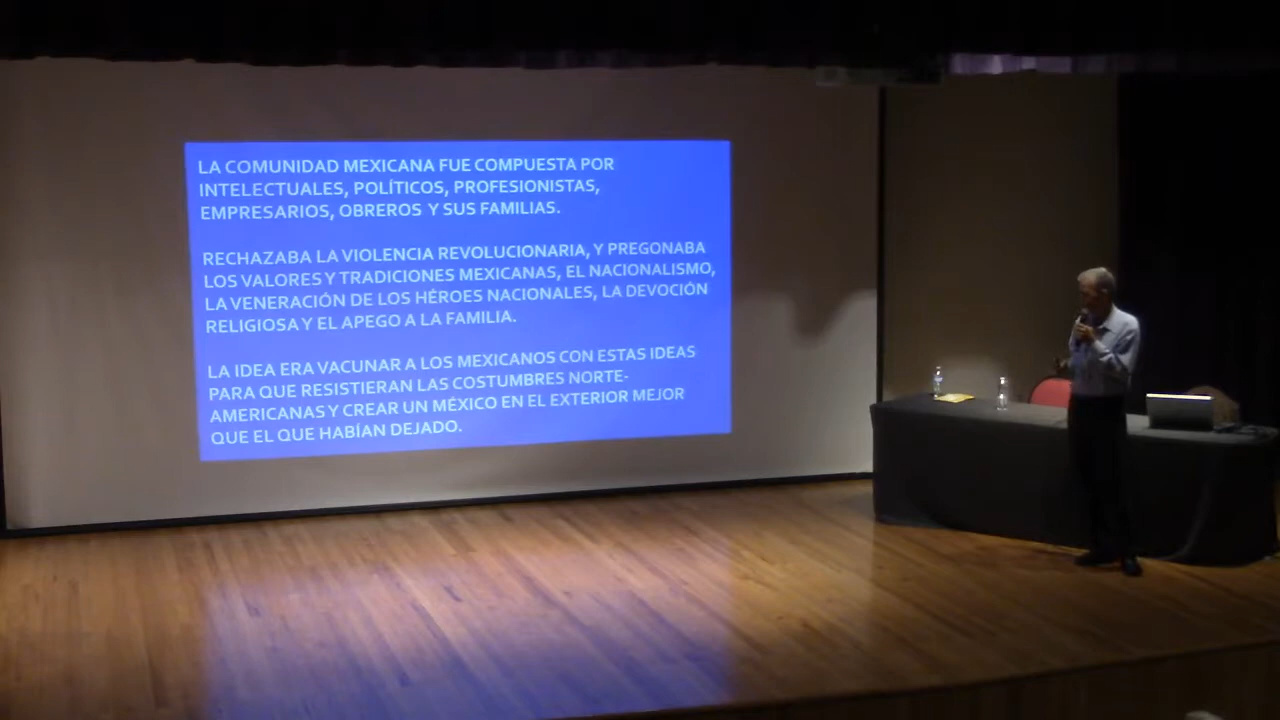 LA COMUNIDAD MEXICANA FUE COMPUESTA POR
INTELECTUALES, POLÍTICOS, PROFESIONISTAS,
EMPRESARIOS, OBREROS Y SUS FAMILIAS.
RECHAZABA LA VIOLENCIA REVOLUCIONARIA, Y PREGONABA
LOS VALORES Y TRADICIONES MEXICANAS, EL NACIONALISMO,
LA VENERACIÓN DE LOS HÉROES NACIONALES, LA DEVOCIÓN
RELIGIOSA Y EL APEGO A LA FAMILIA.
LA IDEA ERA VACUNAR A LOS MEXICANOS CON ESTAS IDEAS
PARA QUE RESISTIERAN LAS COSTUMBRES NORTE-
AMERICANAS Y CREAR UN MÉXICO EN EL EXTERIOR MEJOR
QUE EL QUE HABÍAN DEJADO.